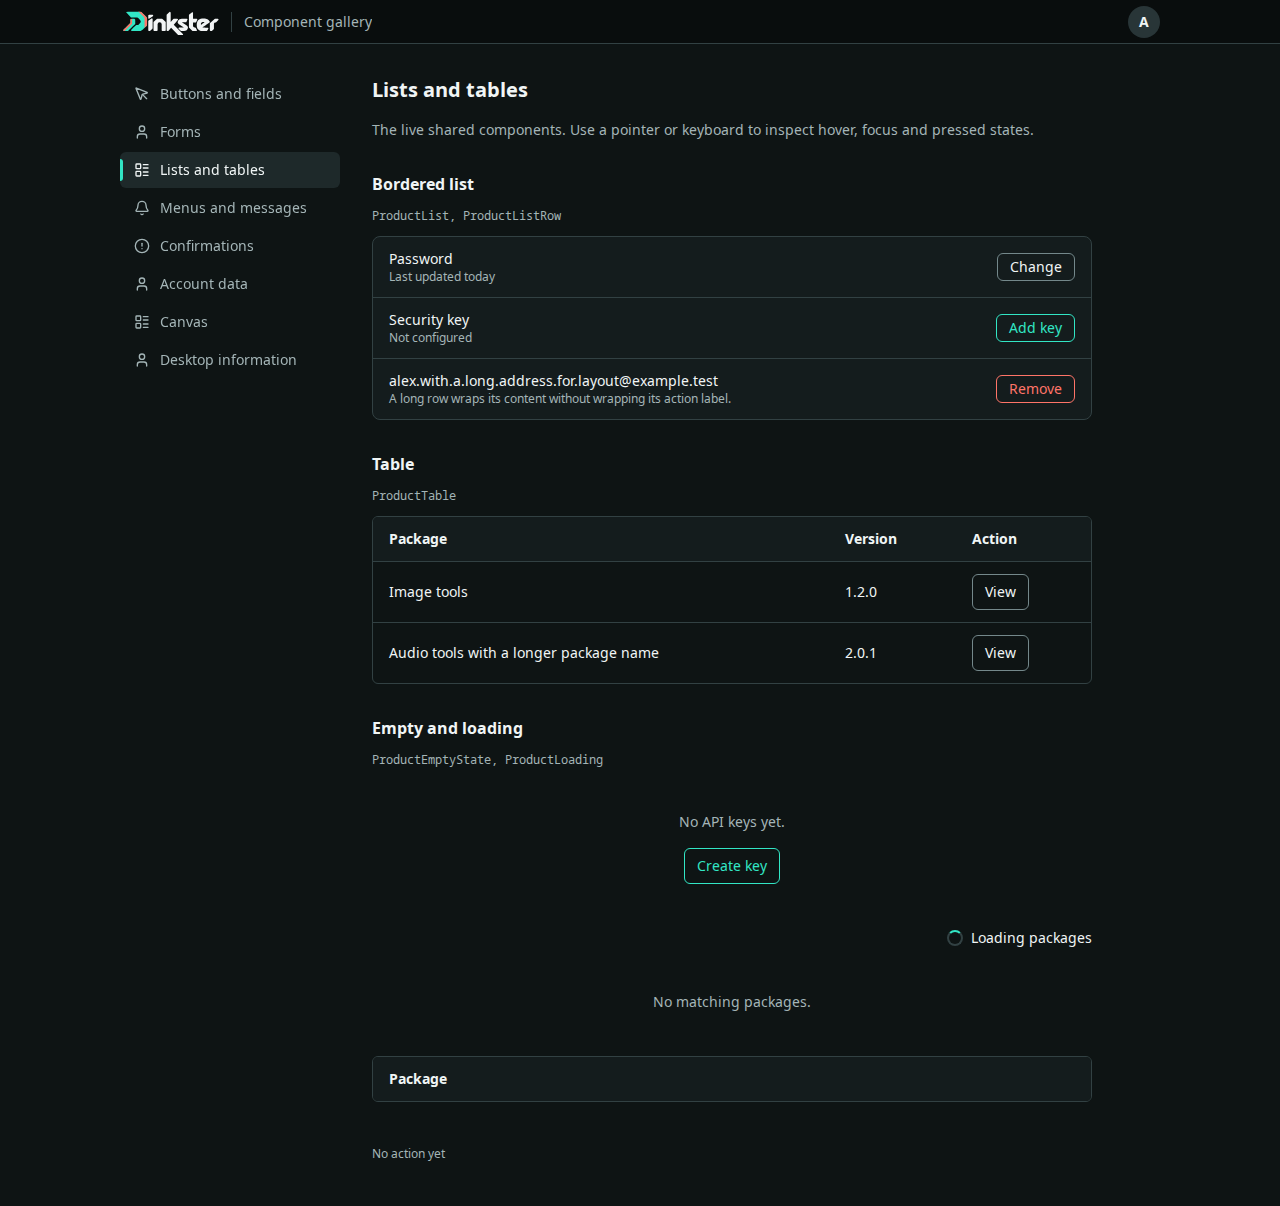 Dinkster
Component gallery
A
Buttons and fields
Forms
Lists and tables
Menus and messages
Confirmations
Account data
Canvas
Desktop information
Lists and tables
The live shared components. Use a pointer or keyboard to inspect hover, focus and pressed states.
Bordered list
ProductList, ProductListRow
Password
Last updated today
Change
Security key
Not configured
Add key
alex.with.a.long.address.for.layout@example.test
A long row wraps its content without wrapping its action label.
Remove
Table
ProductTable
Package Version Action
Image tools 1.2.0 View
Audio tools with a longer package name 2.0.1 View
Empty and loading
ProductEmptyState, ProductLoading
No API keys yet.
Create key
Loading packages
No matching packages.
Package
No action yet